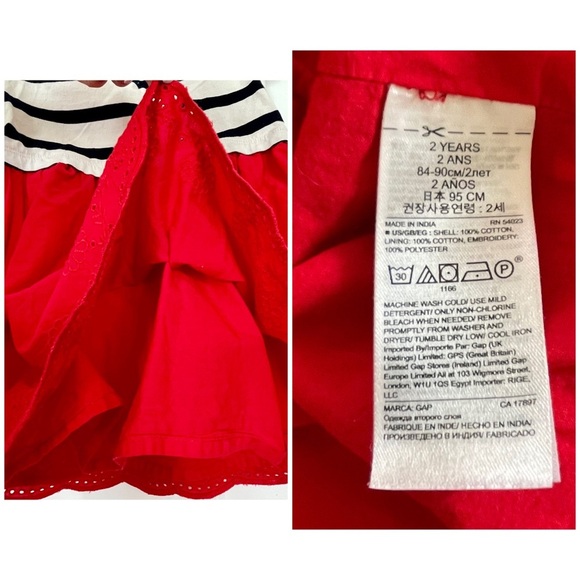 2 YEARS
2 ANS
84-90см/2лет
2 AÑOS
日本 95 CM
권장사용연령 : 2세
MADE IN INDIA RN 54023
■ US/GB/EG : SHELL: 100% COTTON,
LINING: 100% COTTON, EMBROIDERY:
100% POLYESTER
30 P®
1166
MACHINE WASH COLD/ USE MILD
DETERGENT/ ONLY NON-CHLORINE
BLEACH WHEN NEEDED/ REMOVE
PROMPTLY FROM WASHER AND
DRYER/ TUMBLE DRY LOW/ COOL IRON
Imported By/Importe Par: Gap (UK
Holdings) Limited: GPS (Great Britain)
Limited Gap Stores (Ireland) Limited Gap
Europe Limited All at 103 Wigmore Street,
London, W1U 1QS Egypt Importer: RIGE,
LLC
MARCA: GAP CA 17897
Одежда второго слоя
FABRIQUE EN INDE/ HECHO EN INDIA/
ПРОИЗВЕДЕНО В ИНДИИ/ FABRICADO